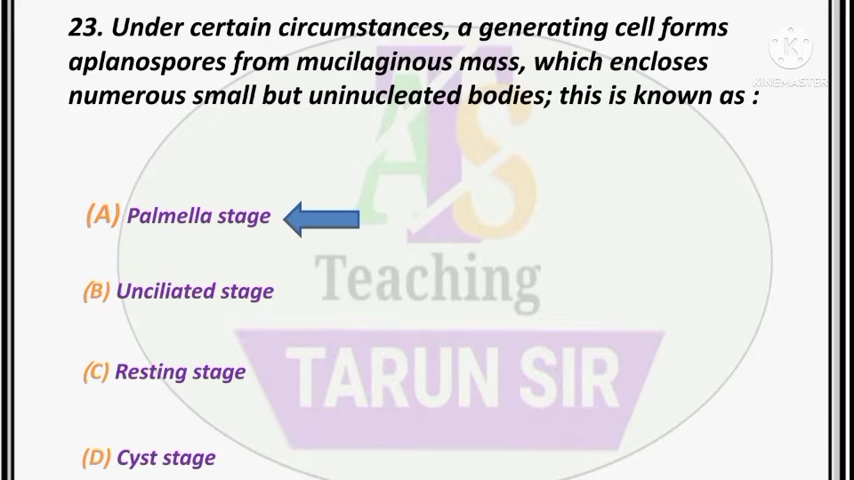 23. Under certain circumstances, a generating cell forms
aplanospores from mucilaginous mass, which encloses
numerous small but uninucleated bodies; this is known as :
K
KINEMASTER
(A) Palmella stage
ATS
(B) Unciliated stage
Teaching
(C) Resting stage
TARUN SIR
(D) Cyst stage